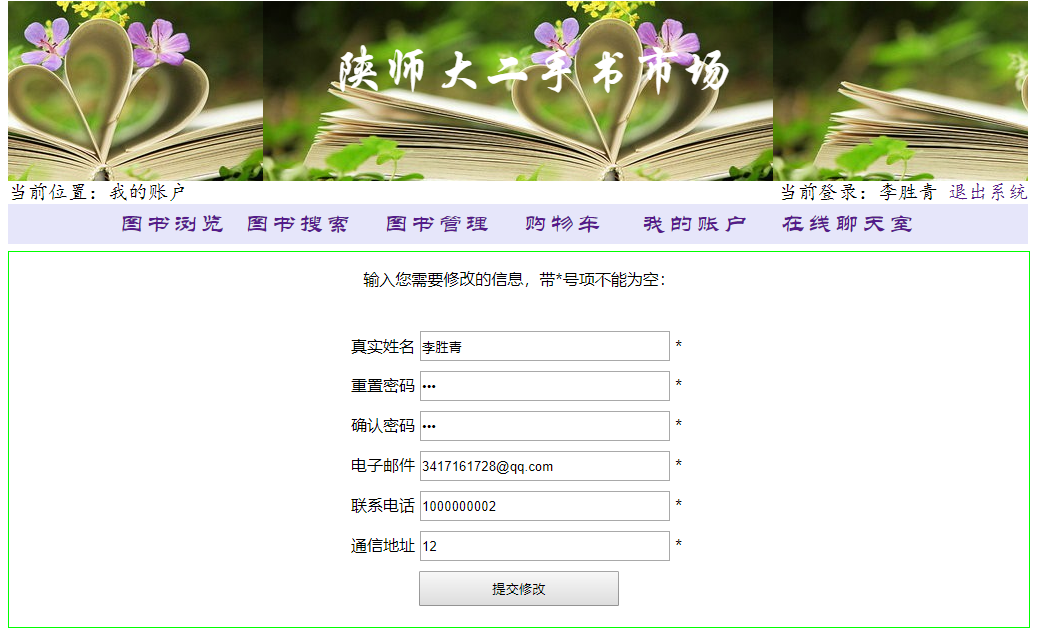 陕师大二手书市场
当前位置：我的账户 当前登录：李胜青 退出系统
图书浏览 图书搜索 图书管理 购物车 我的账户 在线聊天室
输入您需要修改的信息，带*号项不能为空：
真实姓名 李胜青 *
重置密码 ••• *
确认密码 ••• *
电子邮件 3417161728@qq.com *
联系电话 1000000002 *
通信地址 12 *
提交修改